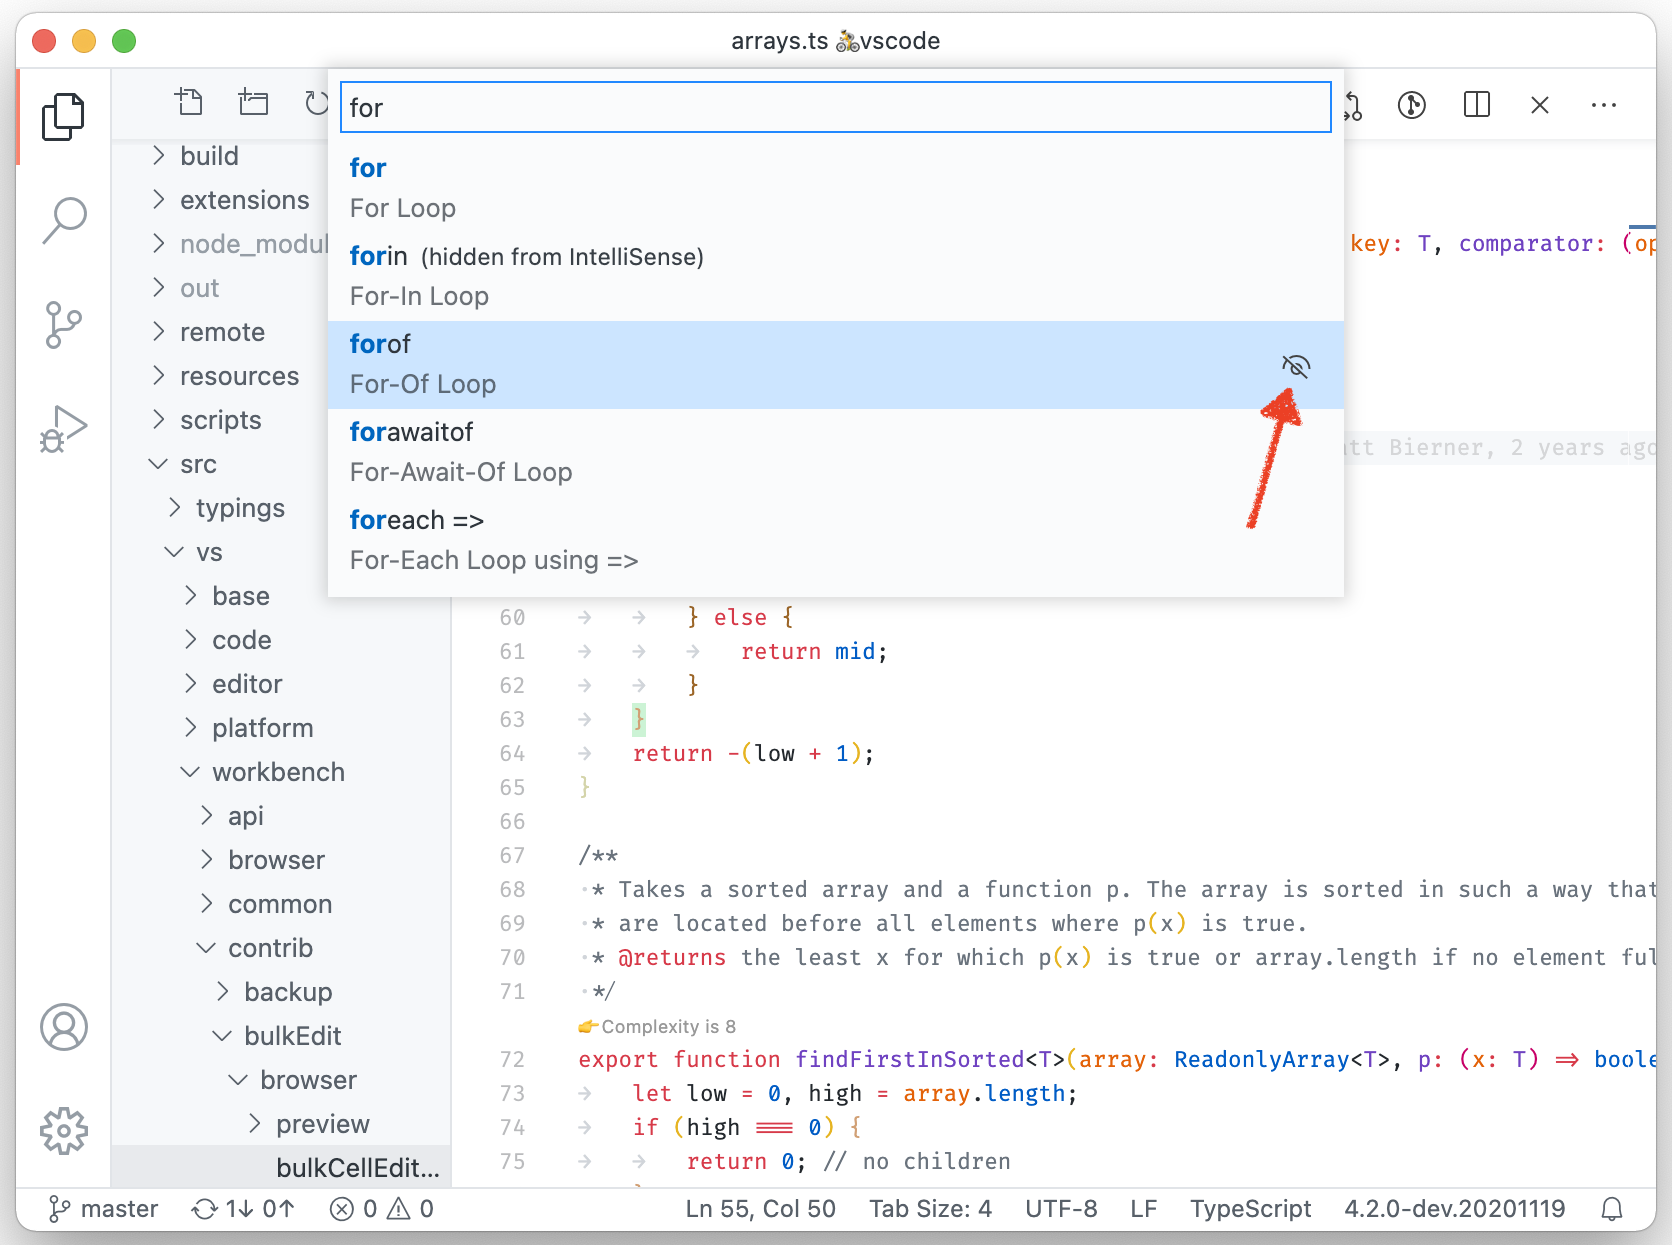 arrays.ts 🚴vscode
for
for
For Loop
forin (hidden from IntelliSense)
For-In Loop
forof
For-Of Loop
forawaitof
For-Await-Of Loop
foreach =>
For-Each Loop using =>
build
extensions
node_modul
out
remote
resources
scripts
src
typings
vs
base
code
editor
platform
workbench
api
browser
common
contrib
backup
bulkEdit
browser
preview
bulkCellEdit...
key: T, comparator: (op
Bierner, 2 years ago
60 } else {
61 return mid;
62 }
63 }
64 return -(low + 1);
65 }
66
67 /**
68 * Takes a sorted array and a function p. The array is sorted in such a way that
69 * are located before all elements where p(x) is true.
70 * @returns the least x for which p(x) is true or array.length if no element ful
71 */
👉Complexity is 8
72 export function findFirstInSorted<T>(array: ReadonlyArray<T>, p: (x: T) => boole
73 let low = 0, high = array.length;
74 if (high === 0) {
75 return 0; // no children
master 1↓ 0↑ 0 0 Ln 55, Col 50 Tab Size: 4 UTF-8 LF TypeScript 4.2.0-dev.20201119